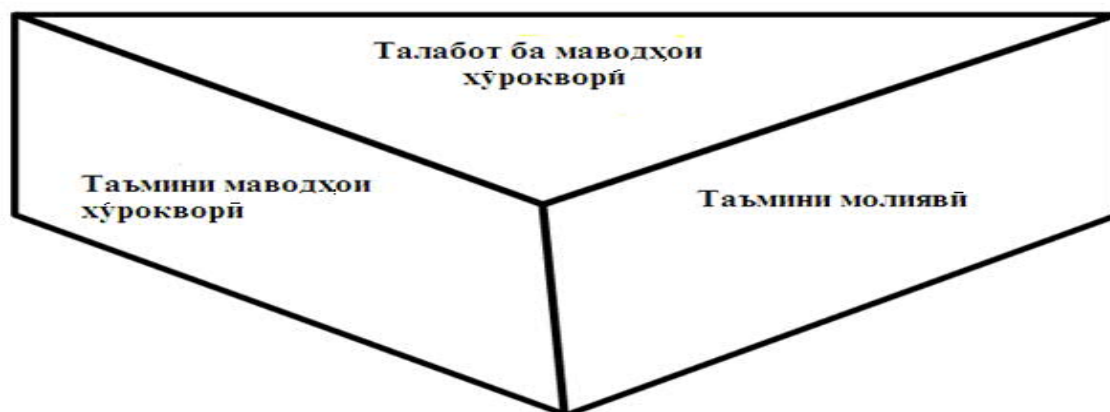 Талабот ба маводҳои
хӯрокворӣ
Таъмини маводҳои
хӯрокворӣ
Таъмини молиявӣ